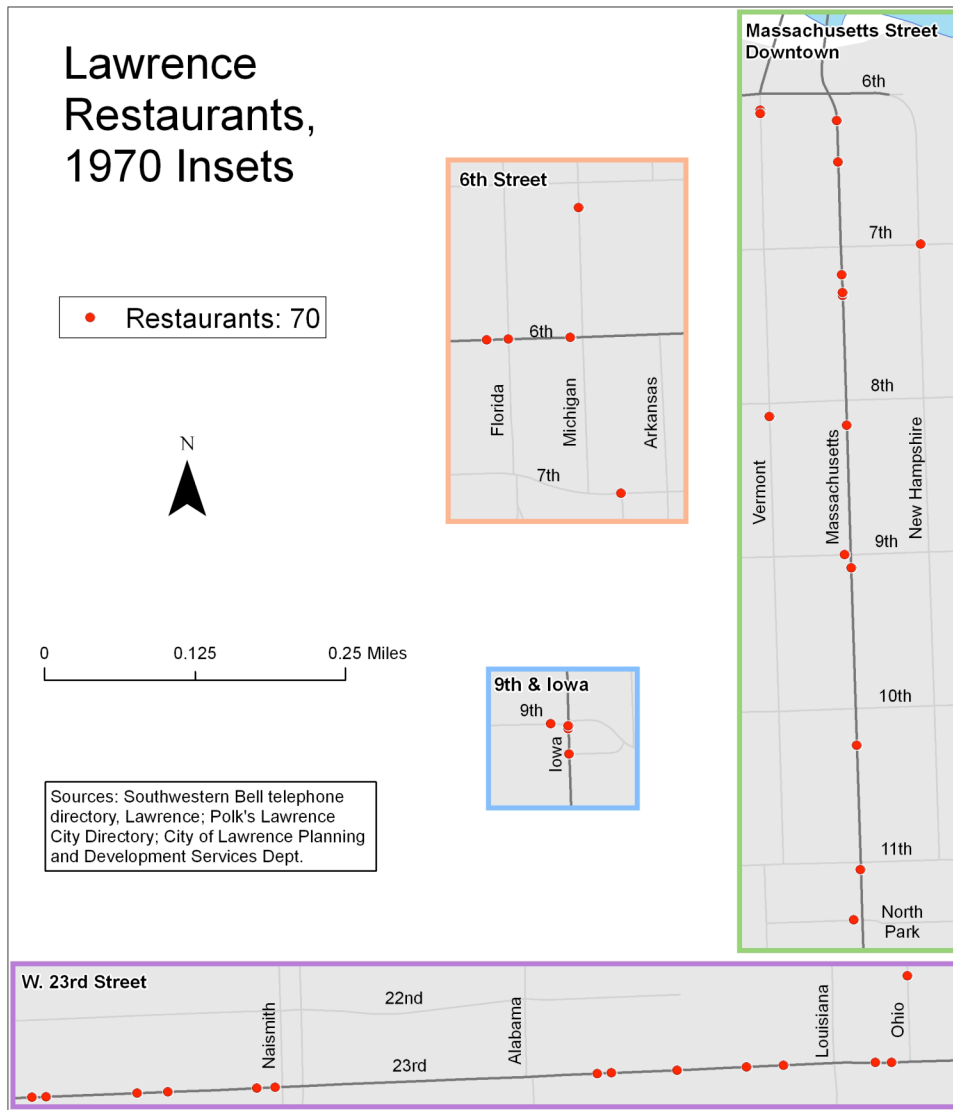 Lawrence
Restaurants,
1970 Insets
Restaurants: 70
N
0 0.125 0.25 Miles
Sources: Southwestern Bell telephone
directory, Lawrence; Polk's Lawrence
City Directory; City of Lawrence Planning
and Development Services Dept.
6th Street
6th
Florida
Michigan
Arkansas
7th
9th & Iowa
9th
Iowa
Massachusetts Street
Downtown
6th
7th
8th
Vermont
Massachusetts
New Hampshire
9th
10th
11th
North
Park
W. 23rd Street
22nd
Naismith
Alabama
Louisiana
Ohio
23rd